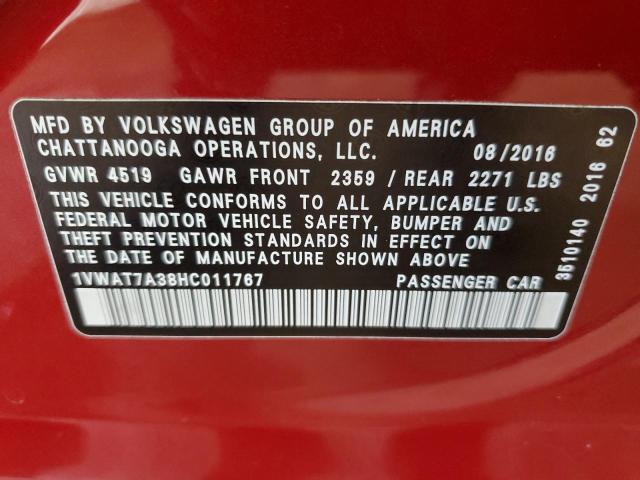 MFD BY VOLKSWAGEN GROUP OF AMERICA
CHATTANOOGA OPERATIONS, LLC. 08/2016
GVWR 4519 GAWR FRONT 2359 / REAR 2271 LBS
THIS VEHICLE CONFORMS TO ALL APPLICABLE U.S.
FEDERAL MOTOR VEHICLE SAFETY, BUMPER AND
THEFT PREVENTION STANDARDS IN EFFECT ON
THE DATE OF MANUFACTURE SHOWN ABOVE
1VWAT7A38HC011767 PASSENGER CAR
3510140 2016 62